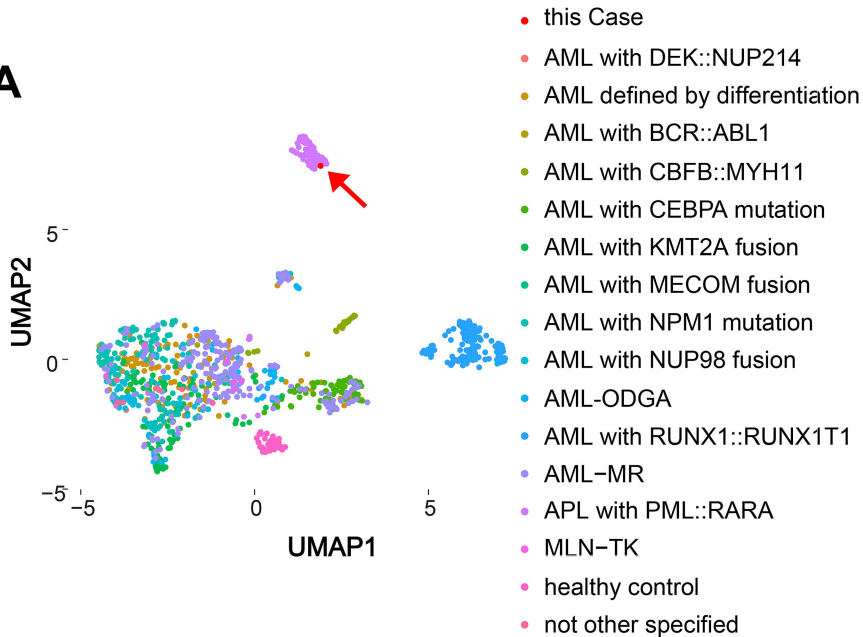 A
this Case
AML with DEK::NUP214
AML defined by differentiation
AML with BCR::ABL1
AML with CBFB::MYH11
AML with CEBPA mutation
AML with KMT2A fusion
AML with MECOM fusion
AML with NPM1 mutation
AML with NUP98 fusion
AML-ODGA
AML with RUNX1::RUNX1T1
AML−MR
APL with PML::RARA
MLN−TK
healthy control
not other specified
UMAP2
5
0
−5
−5
0
5
UMAP1